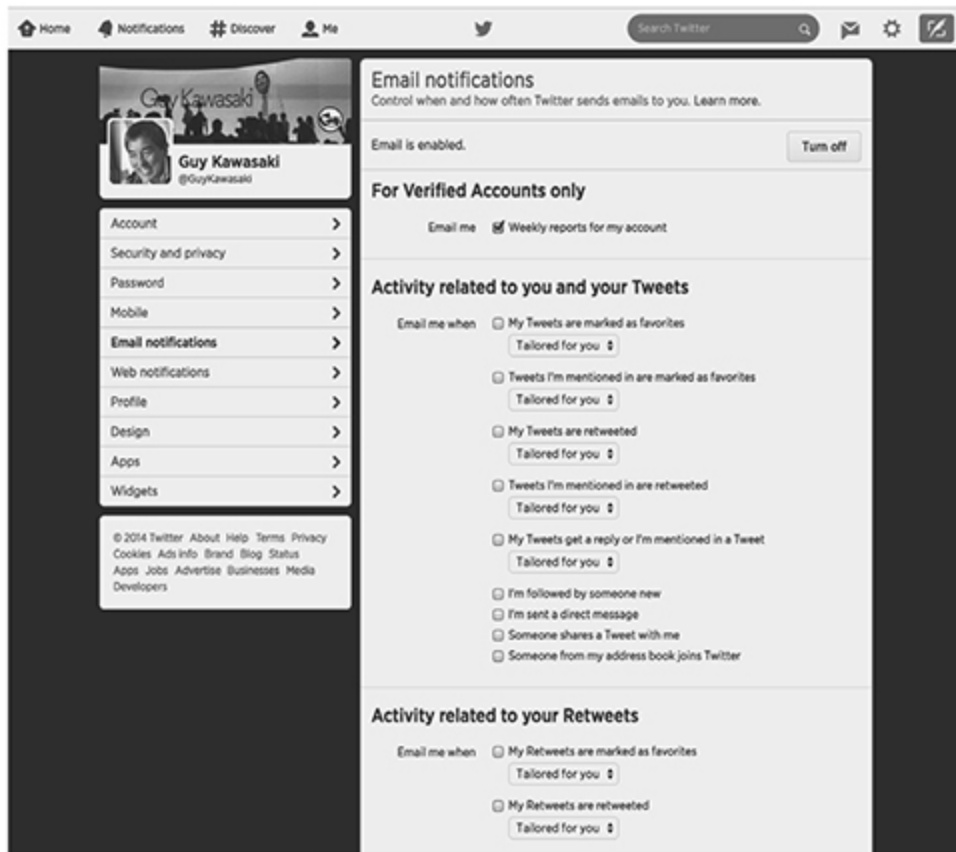 Home Notifications Discover Me Search Twitter
Guy Kawasaki
Guy Kawasaki
@GuyKawasaki
Account
Security and privacy
Password
Mobile
Email notifications
Web notifications
Profile
Design
Apps
Widgets
© 2014 Twitter About Help Terms Privacy
Cookies Ads info Brand Blog Status
Apps Jobs Advertise Businesses Media
Developers
Email notifications
Control when and how often Twitter sends emails to you. Learn more.
Email is enabled. Turn off
For Verified Accounts only
Email me Weekly reports for my account
Activity related to you and your Tweets
Email me when My Tweets are marked as favorites
Tailored for you
Tweets I'm mentioned in are marked as favorites
Tailored for you
My Tweets are retweeted
Tailored for you
Tweets I'm mentioned in are retweeted
Tailored for you
My Tweets get a reply or I'm mentioned in a Tweet
Tailored for you
I'm followed by someone new
I'm sent a direct message
Someone shares a Tweet with me
Someone from my address book joins Twitter
Activity related to your Retweets
Email me when My Retweets are marked as favorites
Tailored for you
My Retweets are retweeted
Tailored for you